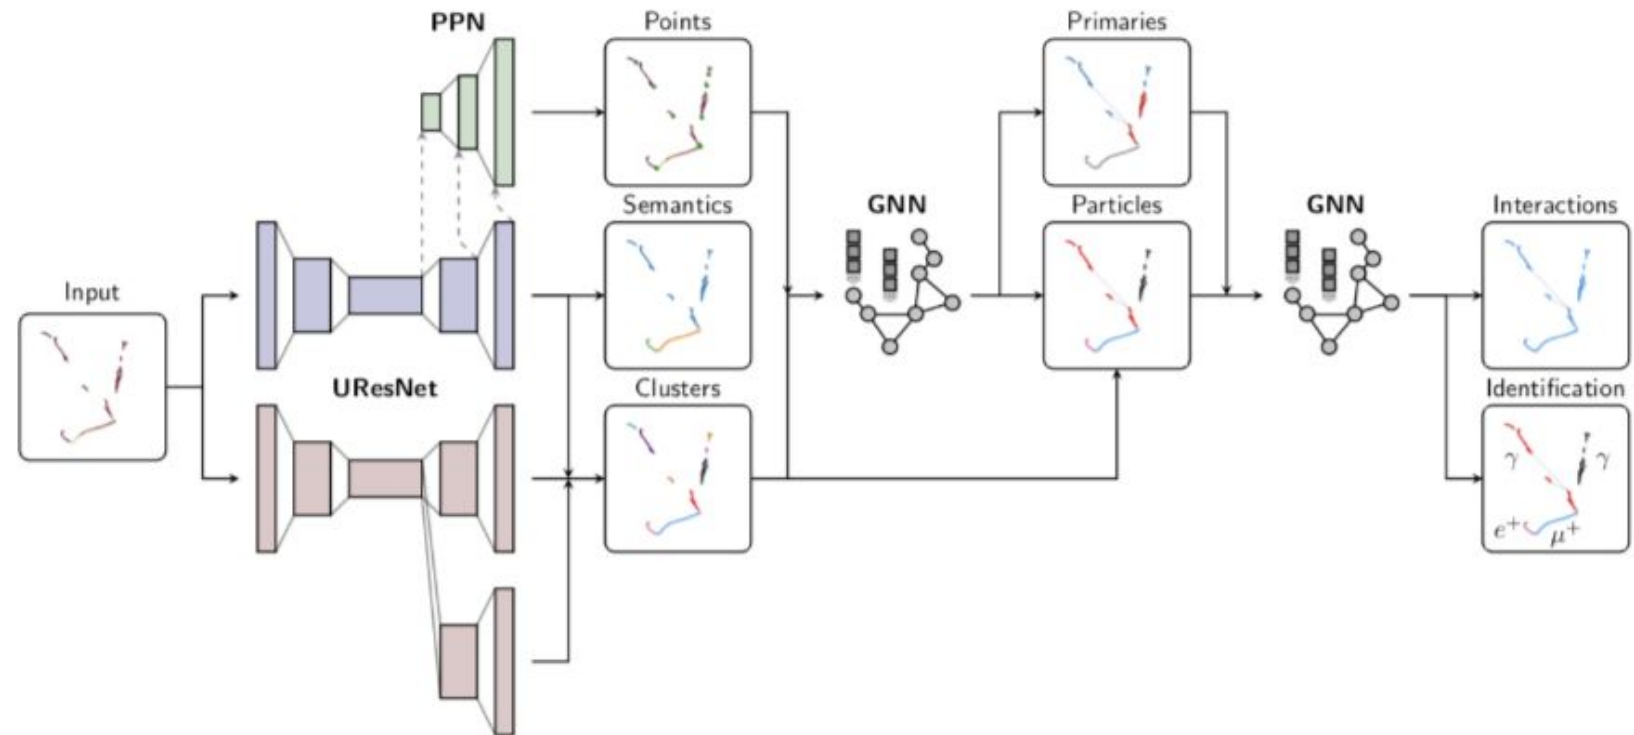 PPN
Points
Primaries
Semantics
GNN
Particles
GNN
Interactions
Input
UResNet
Clusters
Identification
γ
γ
e⁺
μ⁺